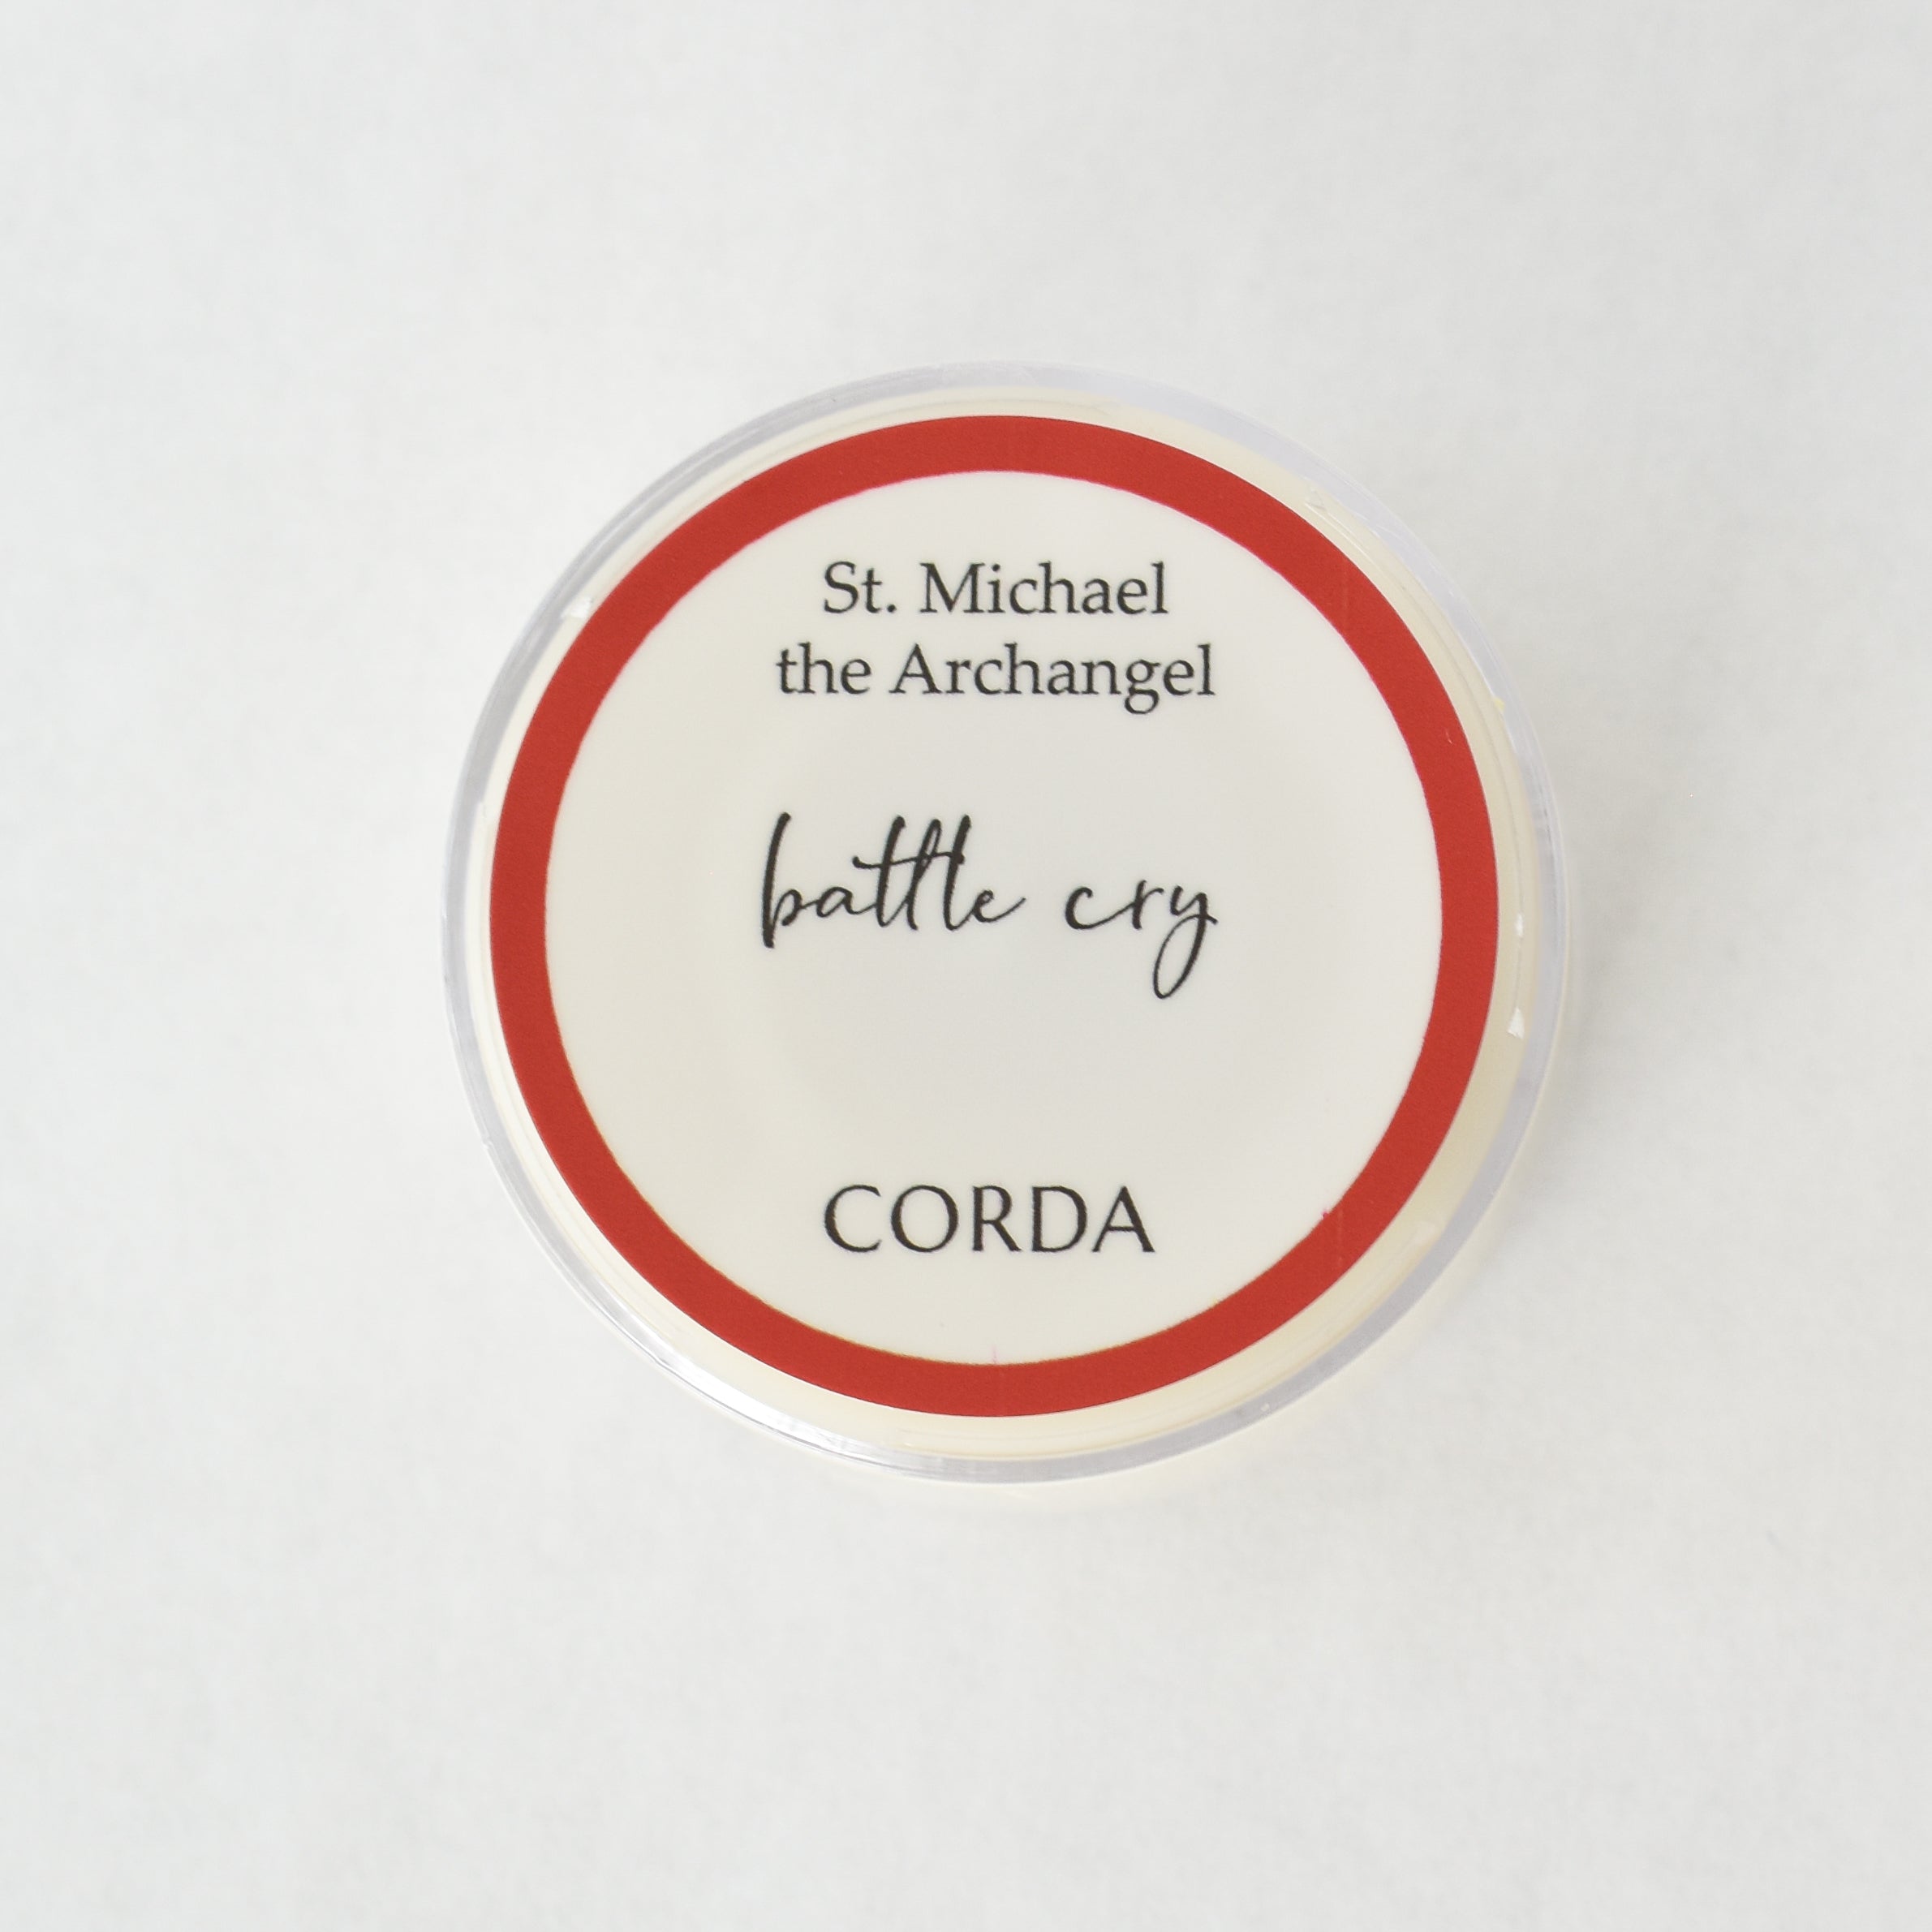 St. Michael
the Archangel
battle cry
CORDA